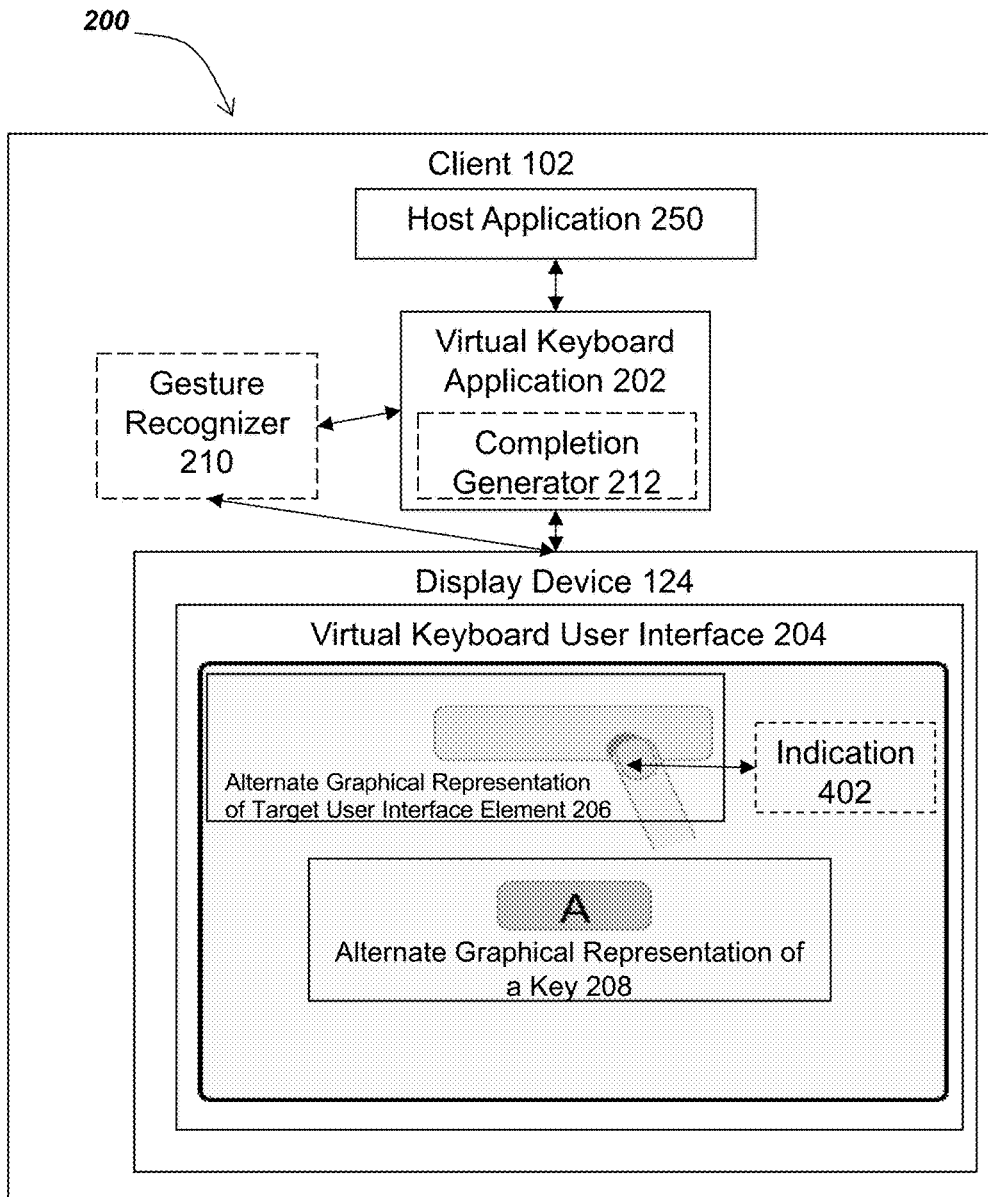 200
Client 102
Host Application 250
Virtual Keyboard
Application 202
Gesture
Recognizer
210
Completion
Generator 212
Display Device 124
Virtual Keyboard User Interface 204
Indication
402
Alternate Graphical Representation
of Target User Interface Element 206
A
Alternate Graphical Representation of
a Key 208